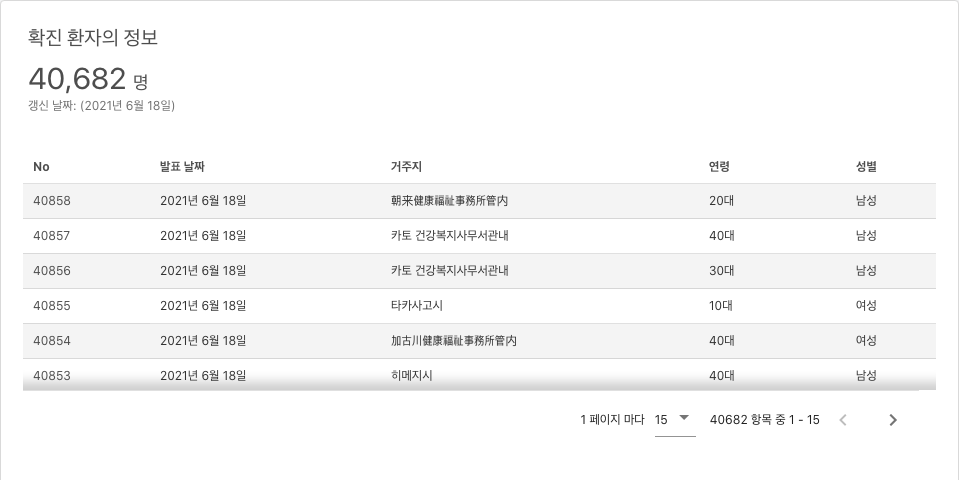 확진 환자의 정보
40,682 명
갱신 날짜: (2021년 6월 18일)
No 발표 날짜 거주지 연령 성별
40858 2021년 6월 18일 朝来健康福祉事務所管内 20대 남성
40857 2021년 6월 18일 카토 건강복지사무서관내 40대 남성
40856 2021년 6월 18일 카토 건강복지사무서관내 30대 남성
40855 2021년 6월 18일 타카사고시 10대 여성
40854 2021년 6월 18일 加古川健康福祉事務所管内 40대 여성
40853 2021년 6월 18일 히메지시 40대 남성
1 페이지 마다 15 40682 항목 중 1 - 15